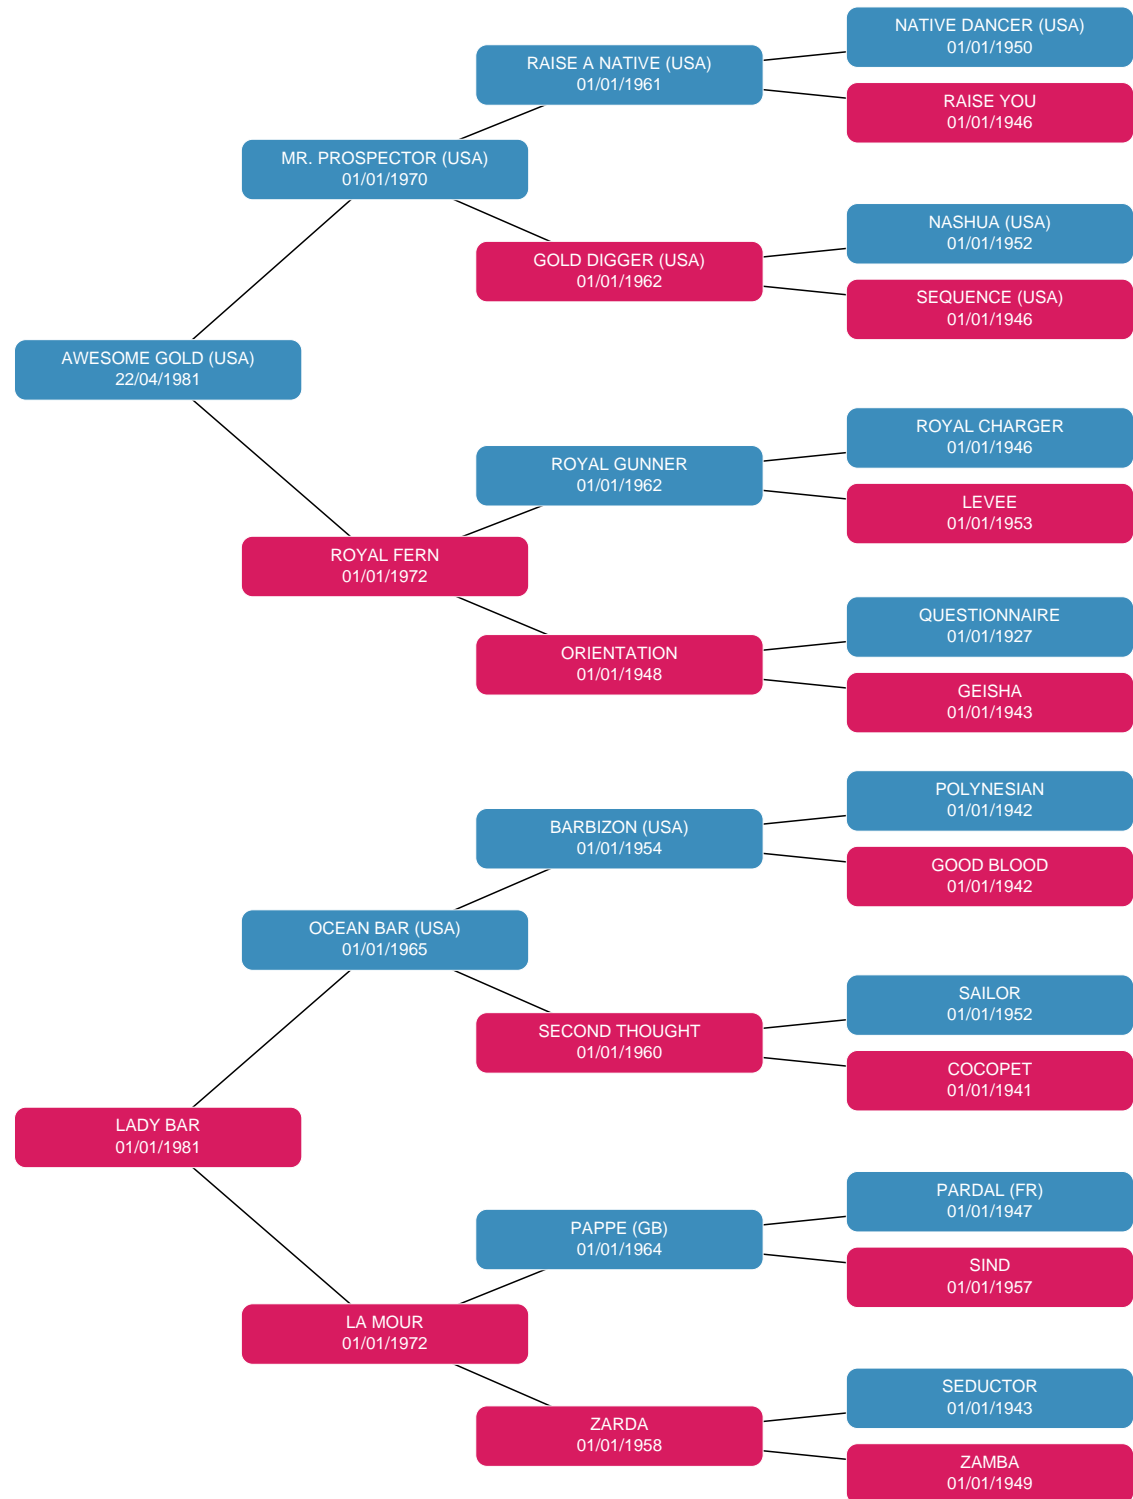 NATIVE DANCER (USA)
01/01/1950
RAISE A NATIVE (USA)
01/01/1961
RAISE YOU
01/01/1946
MR. PROSPECTOR (USA)
01/01/1970
NASHUA (USA)
01/01/1952
GOLD DIGGER (USA)
01/01/1962
SEQUENCE (USA)
01/01/1946
AWESOME GOLD (USA)
22/04/1981
ROYAL CHARGER
01/01/1946
ROYAL GUNNER
01/01/1962
LEVEE
01/01/1953
ROYAL FERN
01/01/1972
QUESTIONNAIRE
01/01/1927
ORIENTATION
01/01/1948
GEISHA
01/01/1943
POLYNESIAN
01/01/1942
BARBIZON (USA)
01/01/1954
GOOD BLOOD
01/01/1942
OCEAN BAR (USA)
01/01/1965
SAILOR
01/01/1952
SECOND THOUGHT
01/01/1960
COCOPET
01/01/1941
LADY BAR
01/01/1981
PARDAL (FR)
01/01/1947
PAPPE (GB)
01/01/1964
SIND
01/01/1957
LA MOUR
01/01/1972
SEDUCTOR
01/01/1943
ZARDA
01/01/1958
ZAMBA
01/01/1949